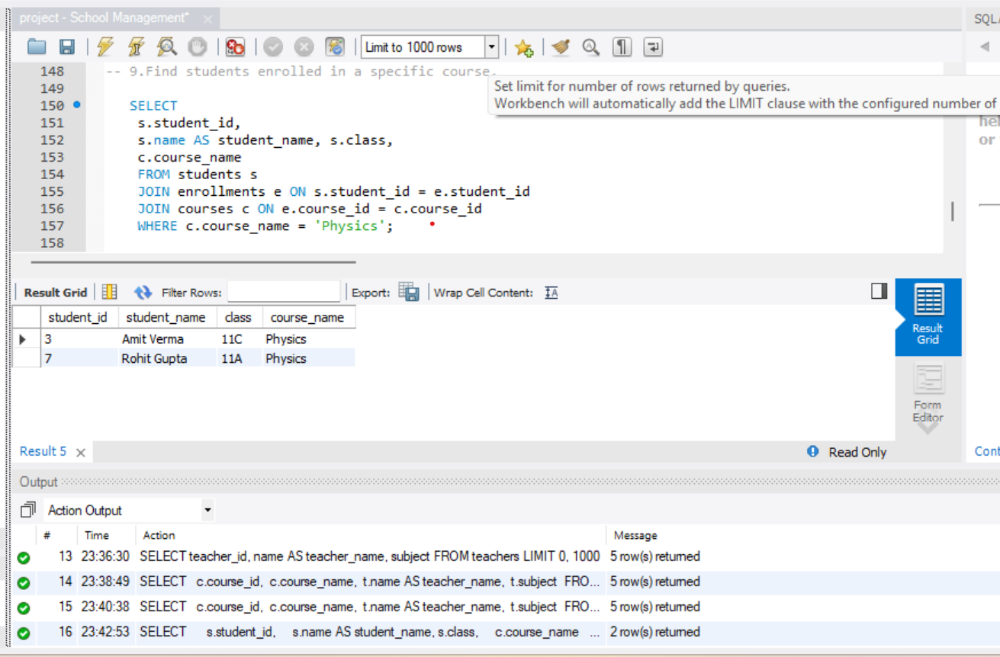 project - School Management*
SQL
Limit to 1000 rows
148 -- 9.Find students enrolled in a specific course.
Set limit for number of rows returned by queries.
149
Workbench will automatically add the LIMIT clause with the configured number of
150 SELECT
151 s.student_id,
hel
152 s.name AS student_name, s.class,
or
153 c.course_name
154 FROM students s
155 JOIN enrollments e ON s.student_id = e.student_id
156 JOIN courses c ON e.course_id = c.course_id
157 WHERE c.course_name = 'Physics';
158
Result Grid Filter Rows: Export: Wrap Cell Content: IA
student_id student_name class course_name
3 Amit Verma 11C Physics
7 Rohit Gupta 11A Physics
Result
Grid
Form
Editor
Result 5 Read Only Cont
Output
Action Output
# Time Action Message
13 23:36:30 SELECT teacher_id, name AS teacher_name, subject FROM teachers LIMIT 0, 1000 5 row(s) returned
14 23:38:49 SELECT c.course_id, c.course_name, t.name AS teacher_name, t.subject FRO... 5 row(s) returned
15 23:40:38 SELECT c.course_id, c.course_name, t.name AS teacher_name, t.subject FRO... 5 row(s) returned
16 23:42:53 SELECT s.student_id, s.name AS student_name, s.class, c.course_name ... 2 row(s) returned